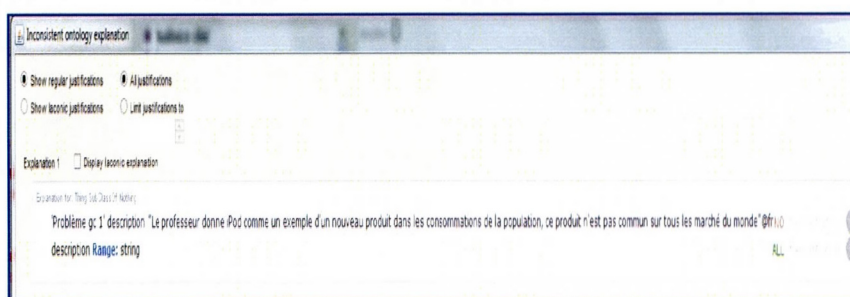 Inconsistent ontology explanation
Show regular justifications All justifications
Show laconic justifications Limit justifications to
Explanation 1 Display laconic explanation
Explanation for: Thing SubClassOf Nothing
'Problème gc 1' description "Le professeur donne iPod comme un exemple d'un nouveau produit dans les consommations de la population, ce produit n'est pas commun sur tous les marché du monde"@fr
description Range: string ALL